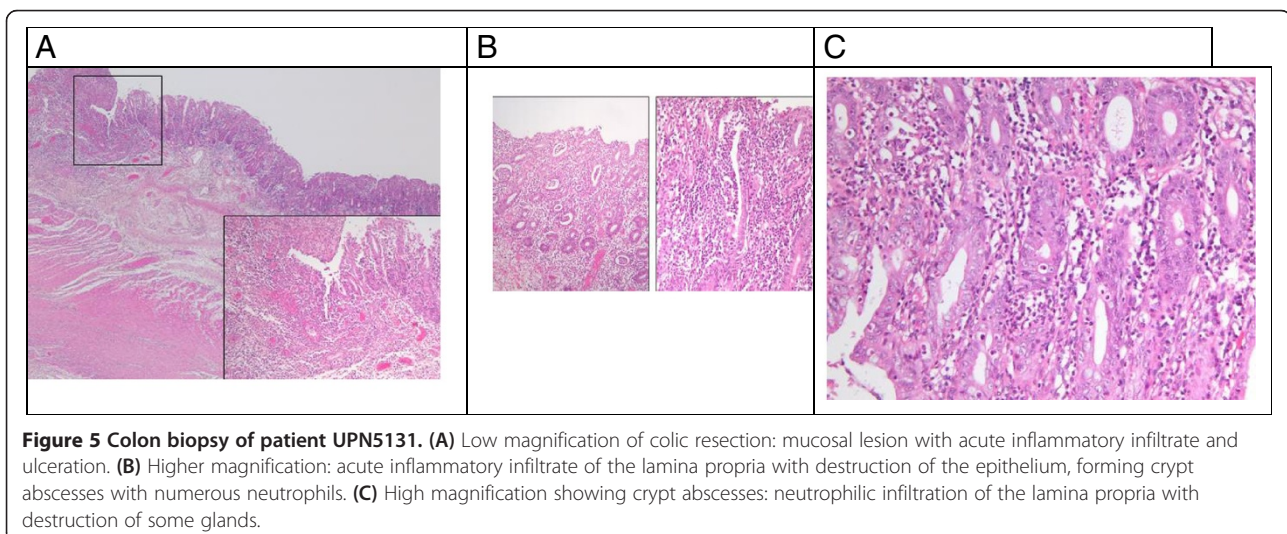 A
B
C
Figure 5 Colon biopsy of patient UPN5131. (A) Low magnification of colic resection: mucosal lesion with acute inflammatory infiltrate and
ulceration. (B) Higher magnification: acute inflammatory infiltrate of the lamina propria with destruction of the epithelium, forming crypt
abscesses with numerous neutrophils. (C) High magnification showing crypt abscesses: neutrophilic infiltration of the lamina propria with
destruction of some glands.